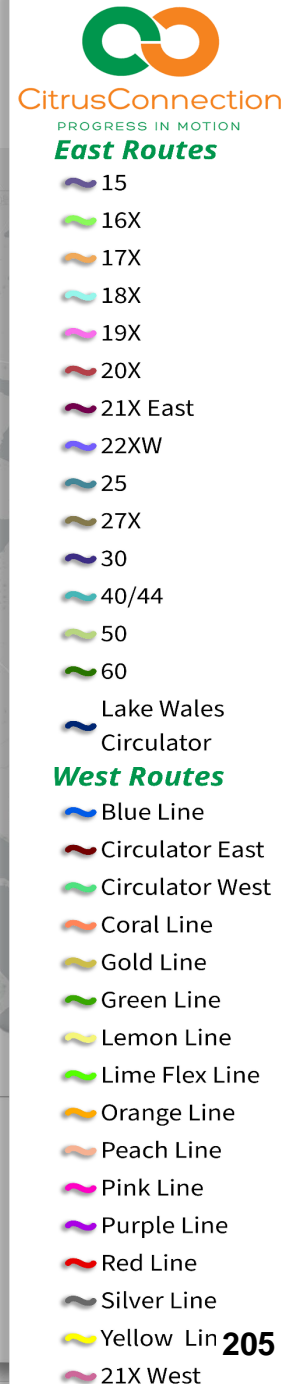 CitrusConnection
PROGRESS IN MOTION
East Routes
15
16X
17X
18X
19X
20X
21X East
22XW
25
27X
30
40/44
50
60
Lake Wales
Circulator
West Routes
Blue Line
Circulator East
Circulator West
Coral Line
Gold Line
Green Line
Lemon Line
Lime Flex Line
Orange Line
Peach Line
Pink Line
Purple Line
Red Line
Silver Line
Yellow Lin 205
21X West